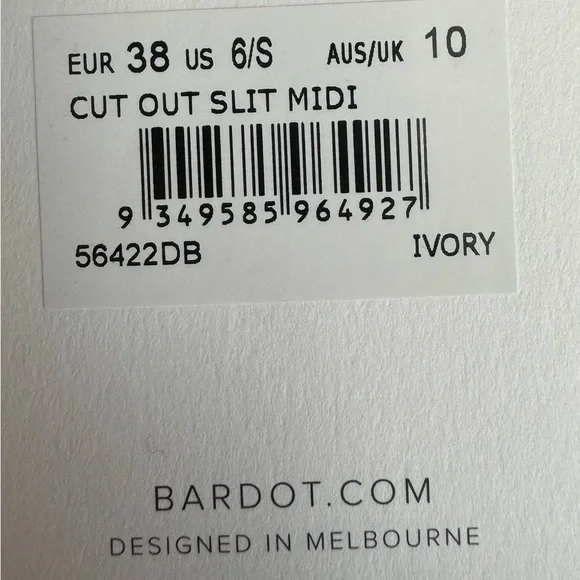 EUR 38 US 6/S AUS/UK 10
CUT OUT SLIT MIDI
9 349585 964927
56422DB IVORY
BARDOT.COM
DESIGNED IN MELBOURNE